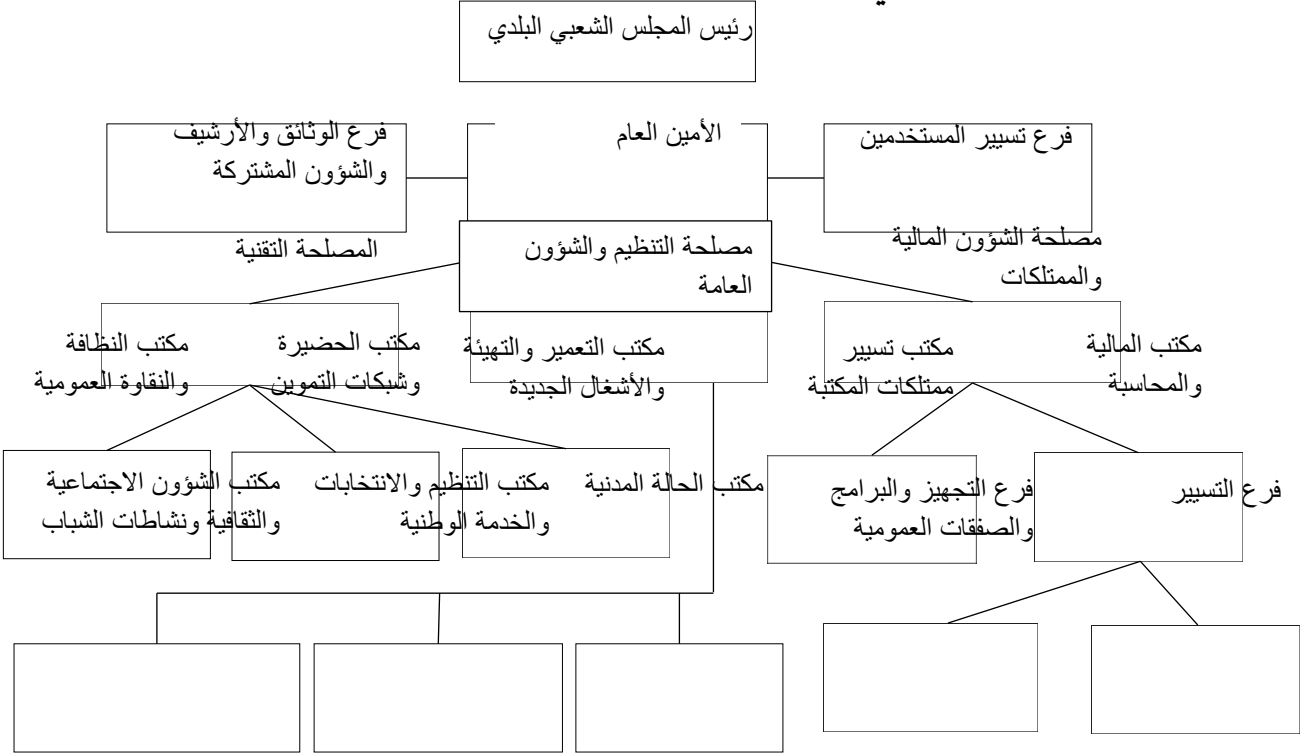 رئيس المجلس الشعبي البلدي
فرع تسيير المستخدمين
الأمين العام
فرع الوثائق والأرشيف
والشؤون المشتركة
مصلحة الشؤون المالية
والممتلكات
مصلحة التنظيم والشؤون
العامة
المصلحة التقنية
مكتب المالية
والمحاسبة
مكتب تسيير
ممتلكات المكتبة
مكتب التعمير والتهيئة
والأشغال الجديدة
مكتب الحضيرة
وشبكات التموين
مكتب النظافة
والنقاوة العمومية
فرع التسيير
فرع التجهيز والبرامج
والصفقات العمومية
مكتب الحالة المدنية
مكتب التنظيم والانتخابات
والخدمة الوطنية
مكتب الشؤون الاجتماعية
والثقافية ونشاطات الشباب